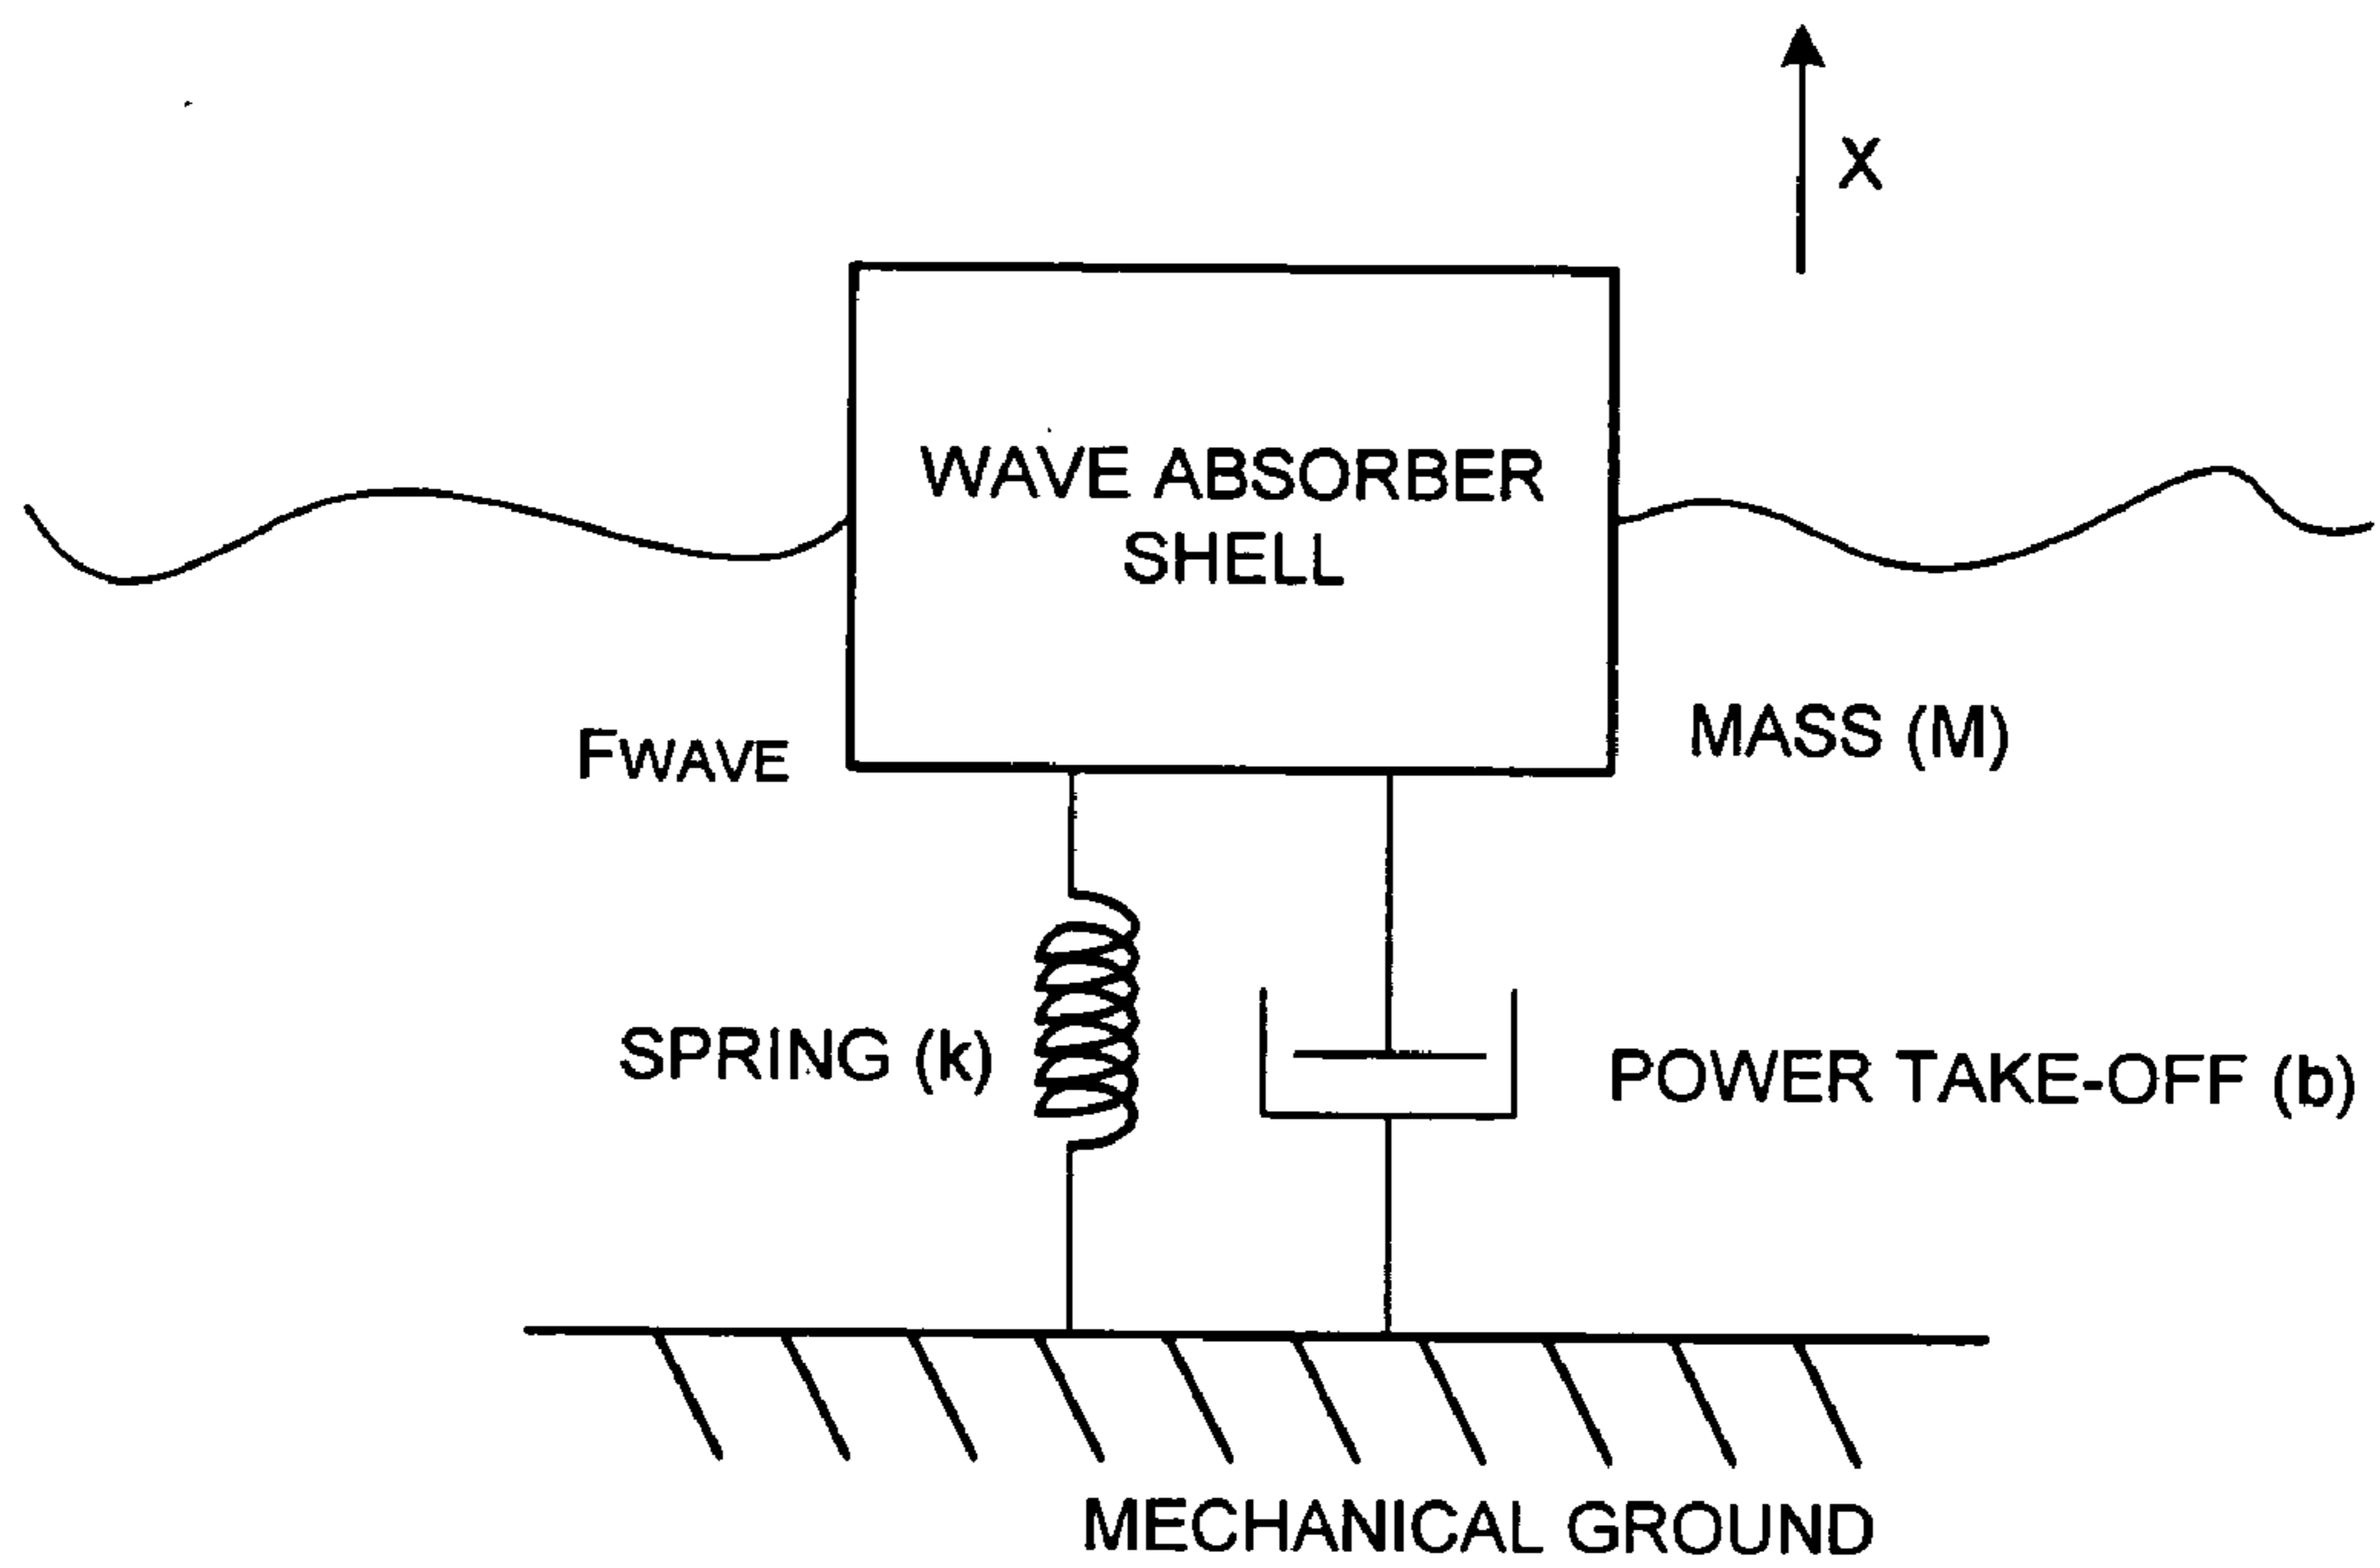 X
WAVE ABSORBER
SHELL
FWAVE
MASS (M)
SPRING (k)
POWER TAKE-OFF (b)
MECHANICAL GROUND